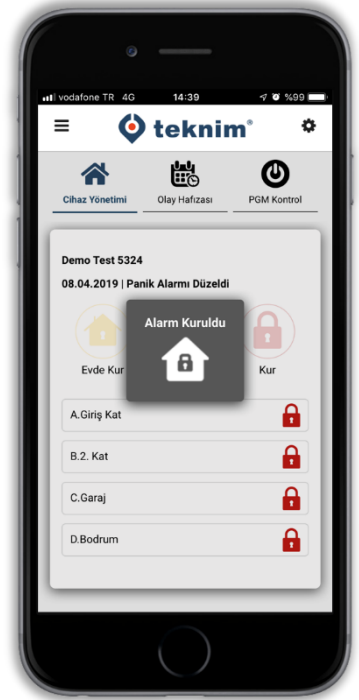 vodafone TR 4G 14:39 %99
teknim®
Cihaz Yönetimi Olay Hafızası PGM Kontrol
Demo Test 5324
08.04.2019 | Panik Alarmı Düzeldi
Alarm Kuruldu
Evde Kur Kur
A.Giriş Kat
B.2. Kat
C.Garaj
D.Bodrum